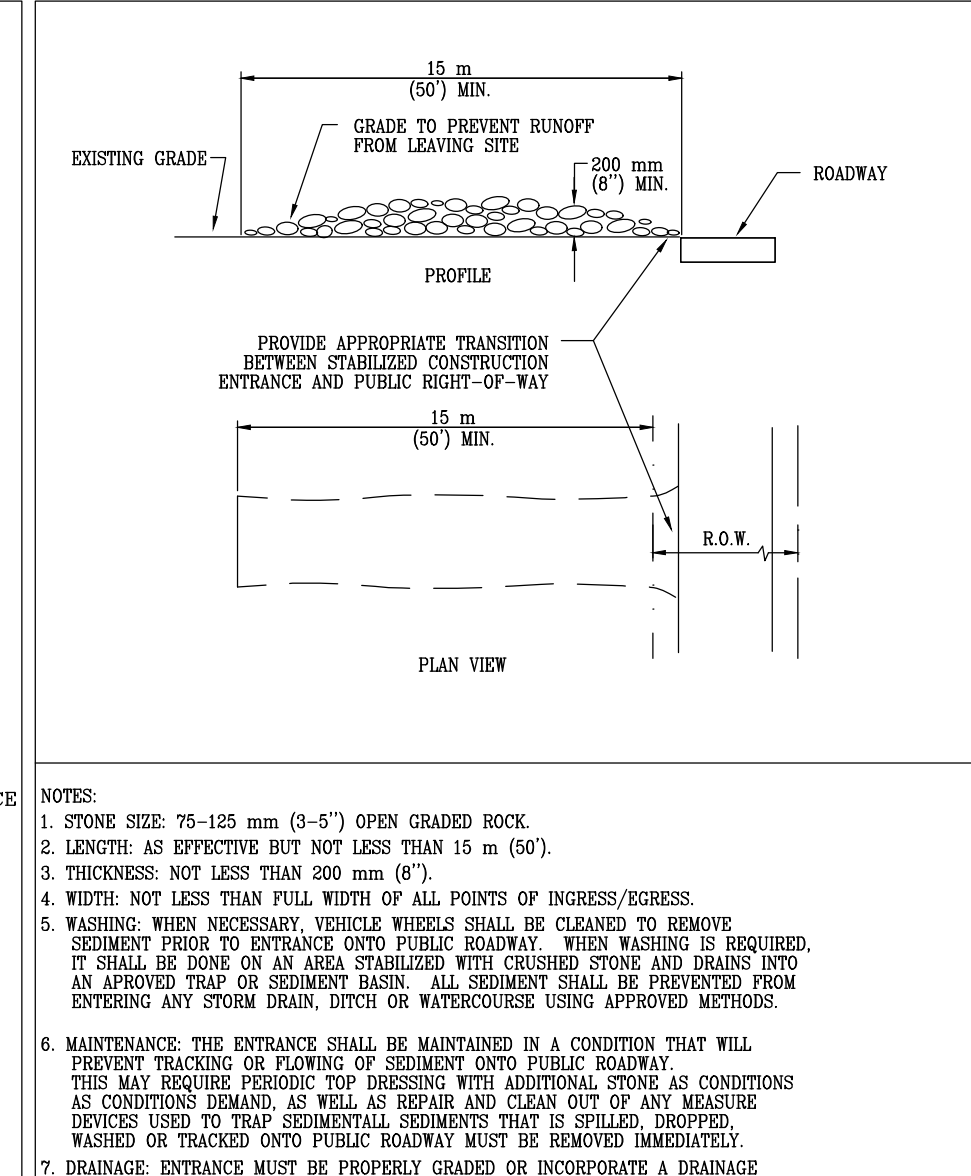 15 m
(50') MIN.
GRADE TO PREVENT RUNOFF
FROM LEAVING SITE
EXISTING GRADE
200 mm
(8'') MIN.
ROADWAY
PROFILE
PROVIDE APPROPRIATE TRANSITION
BETWEEN STABILIZED CONSTRUCTION
ENTRANCE AND PUBLIC RIGHT-OF-WAY
15 m
(50') MIN.
R.O.W.
PLAN VIEW
CE
NOTES:
1. STONE SIZE: 75-125 mm (3-5'') OPEN GRADED ROCK.
2. LENGTH: AS EFFECTIVE BUT NOT LESS THAN 15 m (50').
3. THICKNESS: NOT LESS THAN 200 mm (8'').
4. WIDTH: NOT LESS THAN FULL WIDTH OF ALL POINTS OF INGRESS/EGRESS.
5. WASHING: WHEN NECESSARY, VEHICLE WHEELS SHALL BE CLEANED TO REMOVE
SEDIMENT PRIOR TO ENTRANCE ONTO PUBLIC ROADWAY. WHEN WASHING IS REQUIRED,
IT SHALL BE DONE ON AN AREA STABILIZED WITH CRUSHED STONE AND DRAINS INTO
AN APROVED TRAP OR SEDIMENT BASIN. ALL SEDIMENT SHALL BE PREVENTED FROM
ENTERING ANY STORM DRAIN, DITCH OR WATERCOURSE USING APPROVED METHODS.
6. MAINTENANCE: THE ENTRANCE SHALL BE MAINTAINED IN A CONDITION THAT WILL
PREVENT TRACKING OR FLOWING OF SEDIMENT ONTO PUBLIC ROADWAY.
THIS MAY REQUIRE PERIODIC TOP DRESSING WITH ADDITIONAL STONE AS CONDITIONS
AS CONDITIONS DEMAND, AS WELL AS REPAIR AND CLEAN OUT OF ANY MEASURE
DEVICES USED TO TRAP SEDIMENTALL SEDIMENTS THAT IS SPILLED, DROPPED,
WASHED OR TRACKED ONTO PUBLIC ROADWAY MUST BE REMOVED IMMEDIATELY.
7. DRAINAGE: ENTRANCE MUST BE PROPERLY GRADED OR INCORPORATE A DRAINAGE